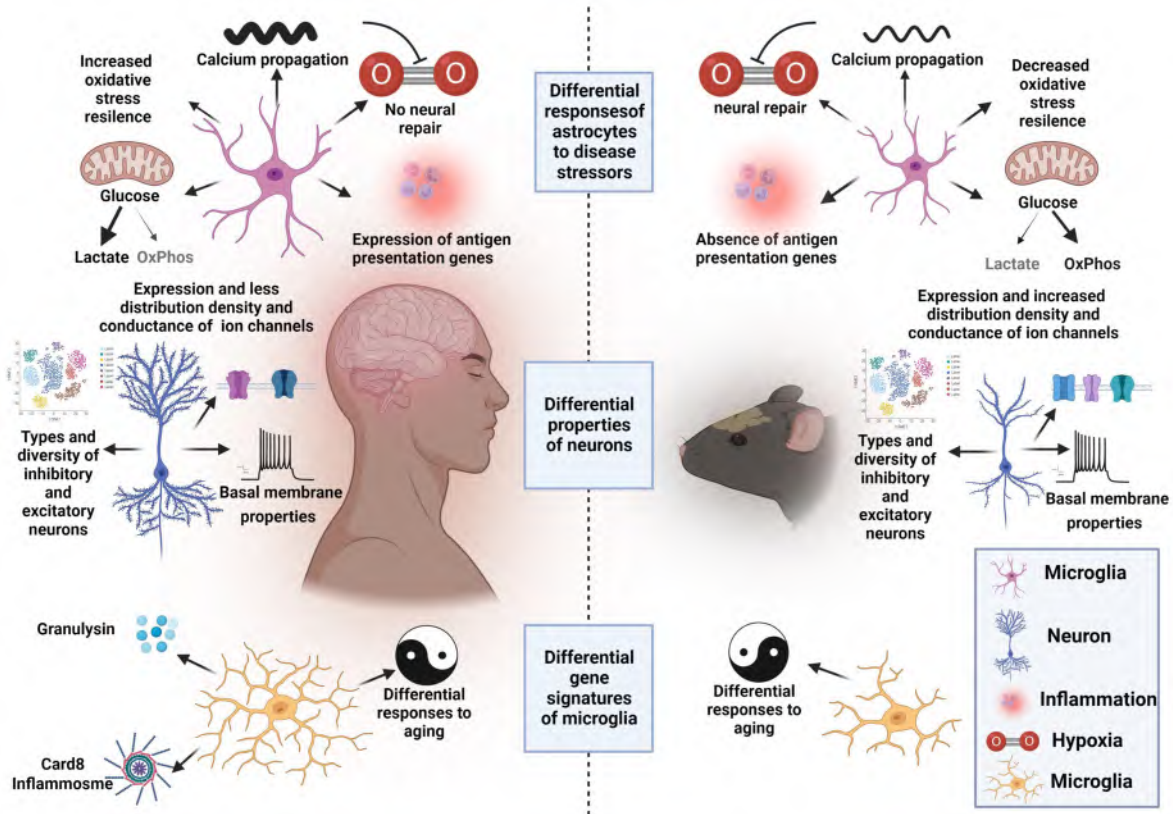 Calcium propagation
Increased
oxidative
stress
resilence
O
O
No neural
repair
Glucose
Lactate
OxPhos
Expression of antigen
presentation genes
Differential
responsesof
astrocytes
to disease
stressors
O
O
neural repair
Calcium propagation
Decreased
oxidative
stress
resilence
Glucose
Lactate
OxPhos
Absence of antigen
presentation genes
Expression and less
distribution density and
conductance of ion channels
Types and
diversity of
inhibitory
and
excitatory
neurons
Basal membrane
properties
Differential
properties
of neurons
Expression and increased
distribution density and
conductance of ion channels
Types and
diversity of
inhibitory
and
excitatory
neurons
Basal membrane
properties
Granulysin
Card8
Inflammosme
Differential
responses to
aging
Differential
gene
signatures
of microglia
Differential
responses to
aging
Microglia
Neuron
Inflammation
O
O
Hypoxia
Microglia